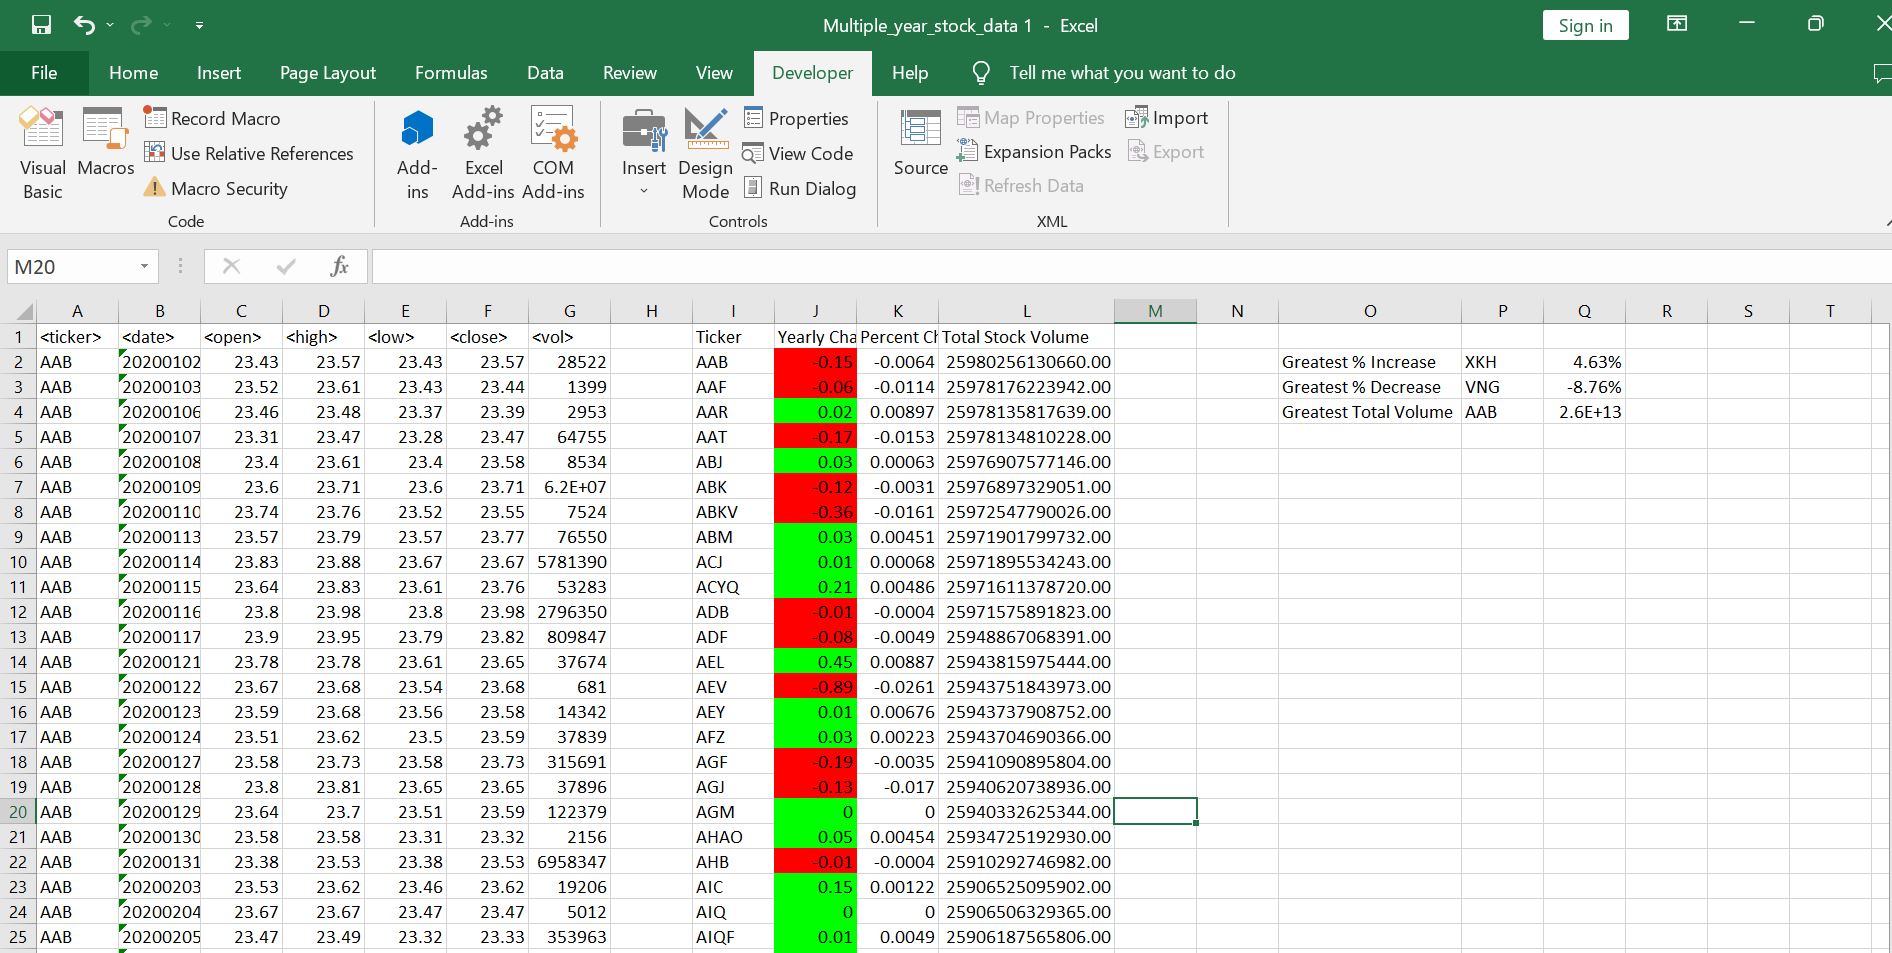 Multiple_year_stock_data 1 - Excel
Sign in
File Home Insert Page Layout Formulas Data Review View Developer Help Tell me what you want to do
Visual Basic
Macros
Record Macro
Use Relative References
Macro Security
Code
Add-ins
Excel Add-ins
COM Add-ins
Add-ins
Insert
Design Mode
Properties
View Code
Run Dialog
Controls
Source
Map Properties
Expansion Packs
Refresh Data
Import
Export
XML
M20
fx
A B C D E F G H I J K L M N O P Q R S T
1 <ticker> <date> <open> <high> <low> <close> <vol> Ticker Yearly Cha Percent Ch Total Stock Volume
2 AAB 20200102 23.43 23.57 23.43 23.57 28522 AAB -0.15 -0.0064 25980256130660.00 Greatest % Increase XKH 4.63%
3 AAB 20200103 23.52 23.61 23.43 23.44 1399 AAF -0.06 -0.0114 25978176223942.00 Greatest % Decrease VNG -8.76%
4 AAB 20200106 23.46 23.48 23.37 23.39 2953 AAR 0.02 0.00897 25978135817639.00 Greatest Total Volume AAB 2.6E+13
5 AAB 20200107 23.31 23.47 23.28 23.47 64755 AAT -0.17 -0.0153 25978134810228.00
6 AAB 20200108 23.4 23.61 23.4 23.58 8534 ABJ 0.03 0.00063 25976907577146.00
7 AAB 20200109 23.6 23.71 23.6 23.71 6.2E+07 ABK -0.12 -0.0031 25976897329051.00
8 AAB 20200110 23.74 23.76 23.52 23.55 7524 ABKV -0.36 -0.0161 25972547790026.00
9 AAB 20200113 23.57 23.79 23.57 23.77 76550 ABM 0.03 0.00451 25971901799732.00
10 AAB 20200114 23.83 23.88 23.67 23.67 5781390 ACJ 0.01 0.00068 25971895534243.00
11 AAB 20200115 23.64 23.83 23.61 23.76 53283 ACYQ 0.21 0.00486 25971611378720.00
12 AAB 20200116 23.8 23.98 23.8 23.98 2796350 ADB -0.01 -0.0004 25971575891823.00
13 AAB 20200117 23.9 23.95 23.79 23.82 809847 ADF -0.08 -0.0049 25948867068391.00
14 AAB 20200121 23.78 23.78 23.61 23.65 37674 AEL 0.45 0.00887 25943815975444.00
15 AAB 20200122 23.67 23.68 23.54 23.68 681 AEV -0.89 -0.0261 25943751843973.00
16 AAB 20200123 23.59 23.68 23.56 23.58 14342 AEY 0.01 0.00676 25943737908752.00
17 AAB 20200124 23.51 23.62 23.5 23.59 37839 AFZ 0.03 0.00223 25943704690366.00
18 AAB 20200127 23.58 23.73 23.58 23.73 315691 AGF -0.19 -0.0035 25941090895804.00
19 AAB 20200128 23.8 23.81 23.65 23.65 37896 AGJ -0.13 -0.017 25940620738936.00
20 AAB 20200129 23.64 23.7 23.51 23.59 122379 AGM 0 0 25940332625344.00
21 AAB 20200130 23.58 23.58 23.31 23.32 2156 AHAO 0.05 0.00454 25934725192930.00
22 AAB 20200131 23.38 23.53 23.38 23.53 6958347 AHB -0.01 -0.0004 25910292746982.00
23 AAB 20200203 23.53 23.62 23.46 23.62 19206 AIC 0.15 0.00122 25906525095902.00
24 AAB 20200204 23.67 23.67 23.47 23.47 5012 AIQ 0 0 25906506329365.00
25 AAB 20200205 23.47 23.49 23.32 23.33 353963 AIQF 0.01 0.0049 25906187565806.00